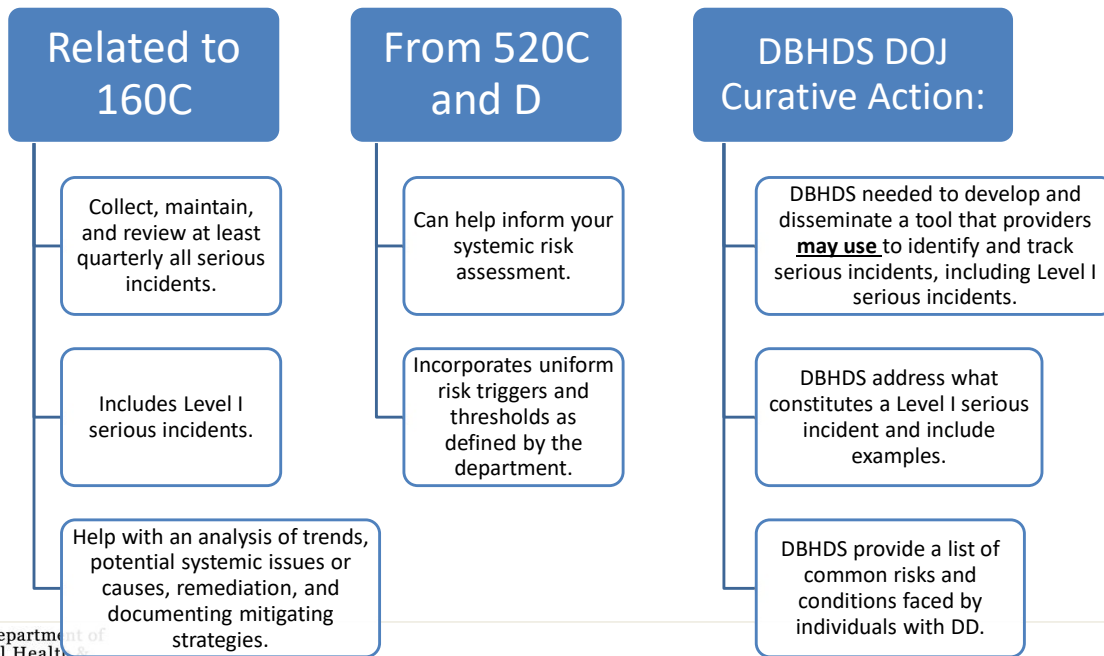 Related to
160C
Collect, maintain,
and review at least
quarterly all serious
incidents.
Includes Level I
serious incidents.
Help with an analysis of trends,
potential systemic issues or
causes, remediation, and
documenting mitigating
strategies.
From 520C
and D
Can help inform your
systemic risk
assessment.
Incorporates uniform
risk triggers and
thresholds as
defined by the
department.
DBHDS DOJ
Curative Action:
DBHDS needed to develop and
disseminate a tool that providers
may use to identify and track
serious incidents, including Level I
serious incidents.
DBHDS address what
constitutes a Level I serious
incident and include
examples.
DBHDS provide a list of
common risks and
conditions faced by
individuals with DD.
epartment of
l Health &